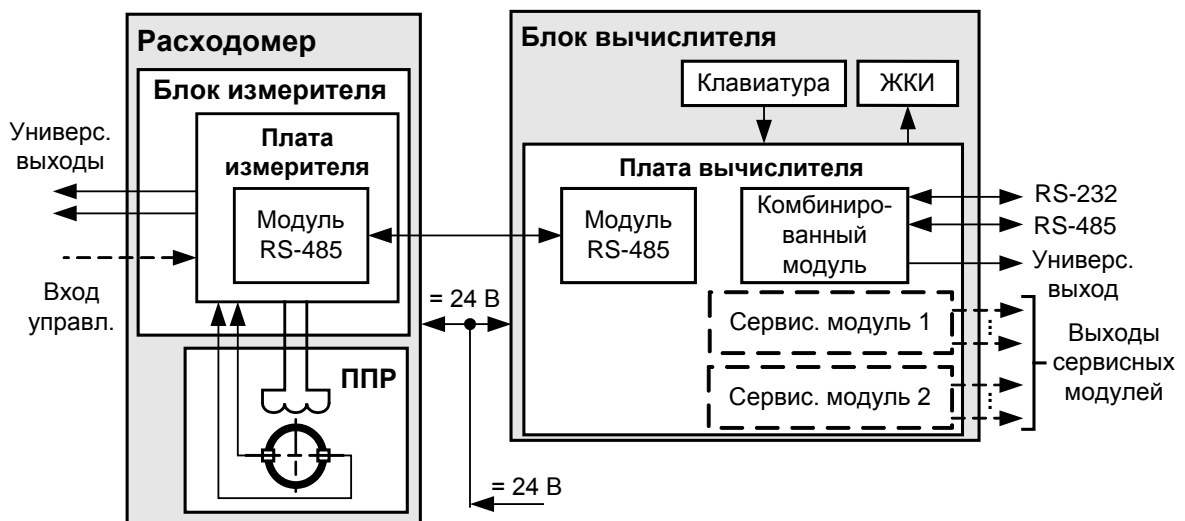 Расходомер
Блок измерителя
Плата
измерителя
Модуль
RS-485
Универс.
выходы
Вход
управл.
ППР
= 24 В
= 24 В
Блок вычислителя
Клавиатура
ЖКИ
Плата вычислителя
Модуль
RS-485
Комбиниро-
ванный
модуль
RS-232
RS-485
Универс.
выход
Сервис. модуль 1
Сервис. модуль 2
Выходы
сервисных
модулей